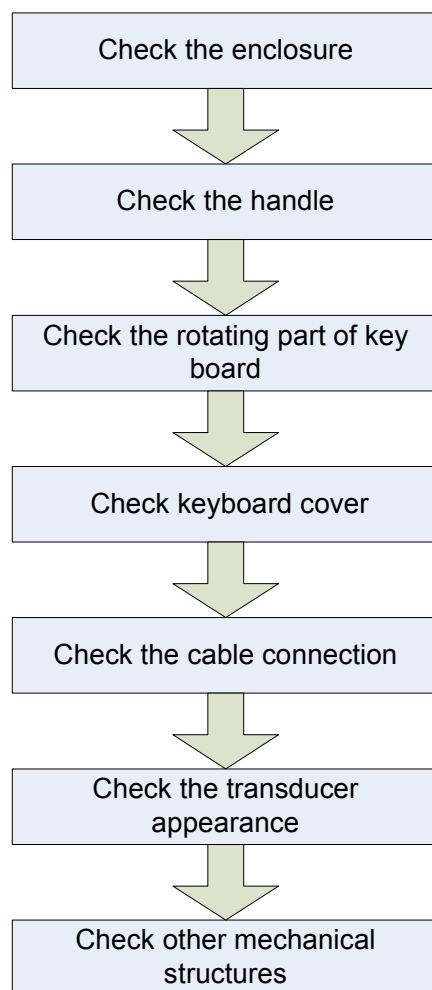 Check the enclosure
Check the handle
Check the rotating part of key
board
Check keyboard cover
Check the cable connection
Check the transducer
appearance
Check other mechanical
structures